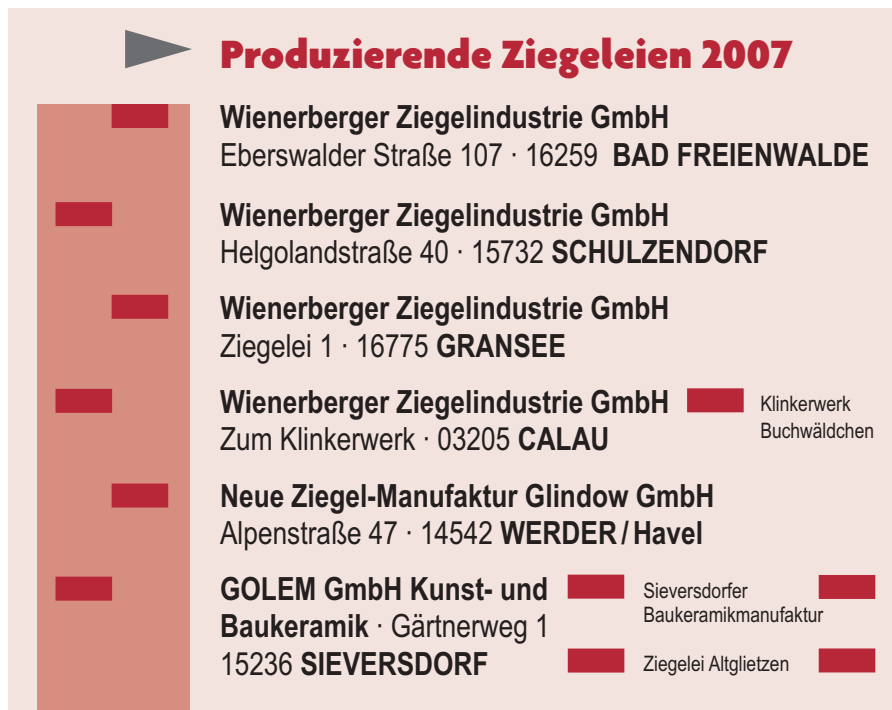 Produzierende Ziegeleien 2007
Wienerberger Ziegelindustrie GmbH
Eberswalder Straße 107 · 16259 BAD FREIENWALDE
Wienerberger Ziegelindustrie GmbH
Helgolandstraße 40 · 15732 SCHULZENDORF
Wienerberger Ziegelindustrie GmbH
Ziegelei 1 · 16775 GRANSEE
Wienerberger Ziegelindustrie GmbH
Zum Klinkerwerk · 03205 CALAU
Klinkerwerk
Buchwäldchen
Neue Ziegel-Manufaktur Glindow GmbH
Alpenstraße 47 · 14542 WERDER / Havel
GOLEM GmbH Kunst- und
Baukeramik · Gärtnerweg 1
15236 SIEVERSDORF
Sieversdorfer
Baukeramikmanufaktur
Ziegelei Altglietzen